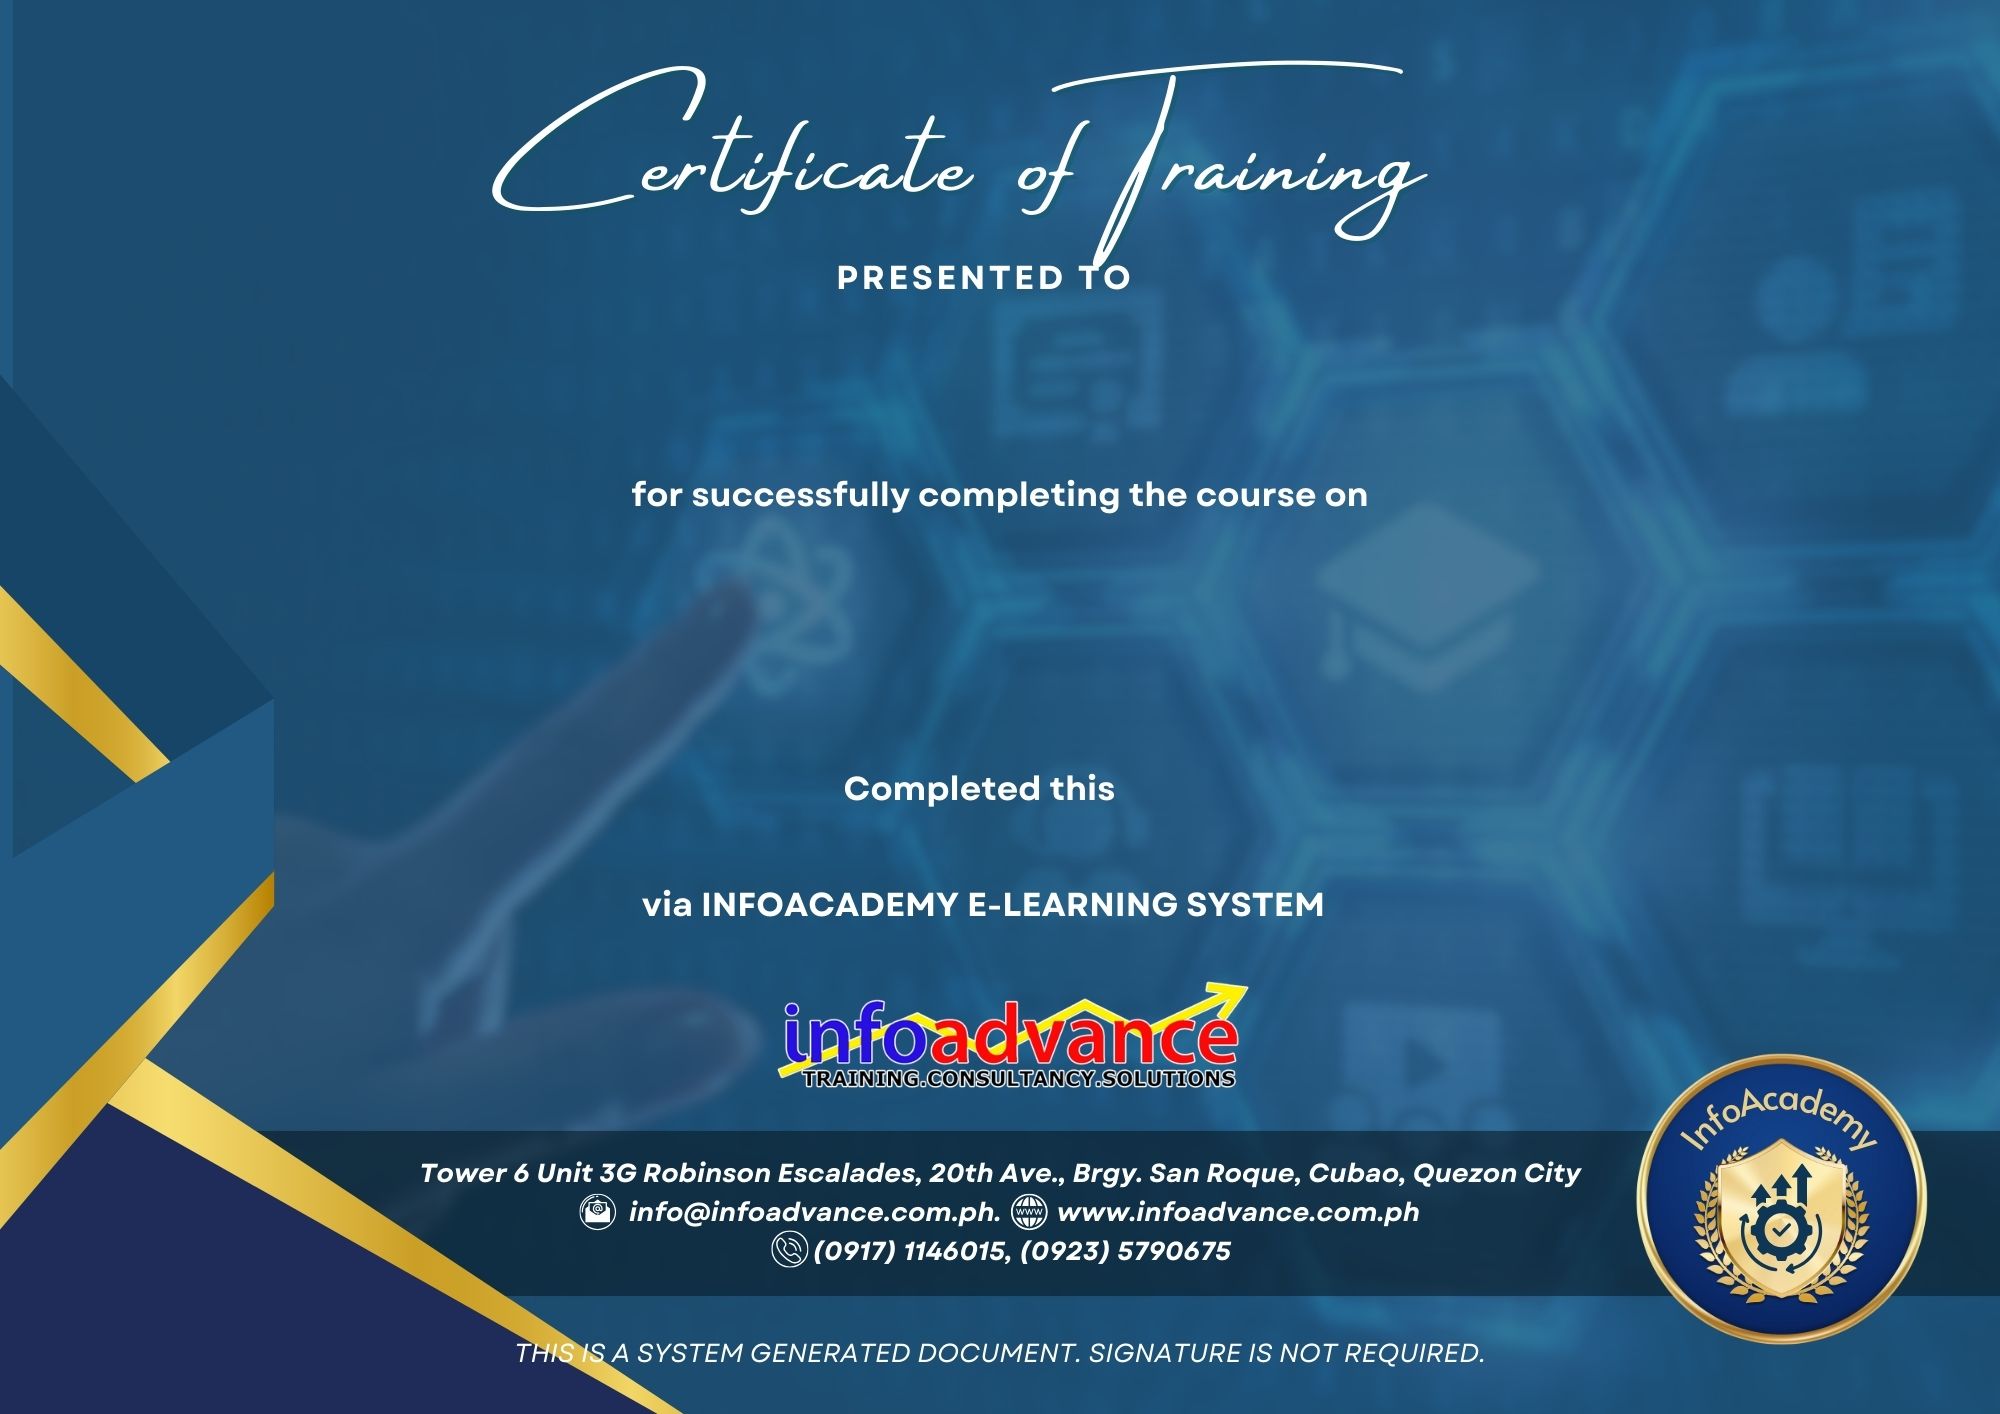 Certificate of Training
PRESENTED TO
for successfully completing the course on
Completed this
via INFOACADEMY E-LEARNING SYSTEM
infoadvance
TRAINING.CONSULTANCY.SOLUTIONS
InfoAcademy
Tower 6 Unit 3G Robinson Escalades, 20th Ave., Brgy. San Roque, Cubao, Quezon City
info@infoadvance.com.ph. www www.infoadvance.com.ph
(0917) 1146015, (0923) 5790675
THIS IS A SYSTEM GENERATED DOCUMENT. SIGNATURE IS NOT REQUIRED.